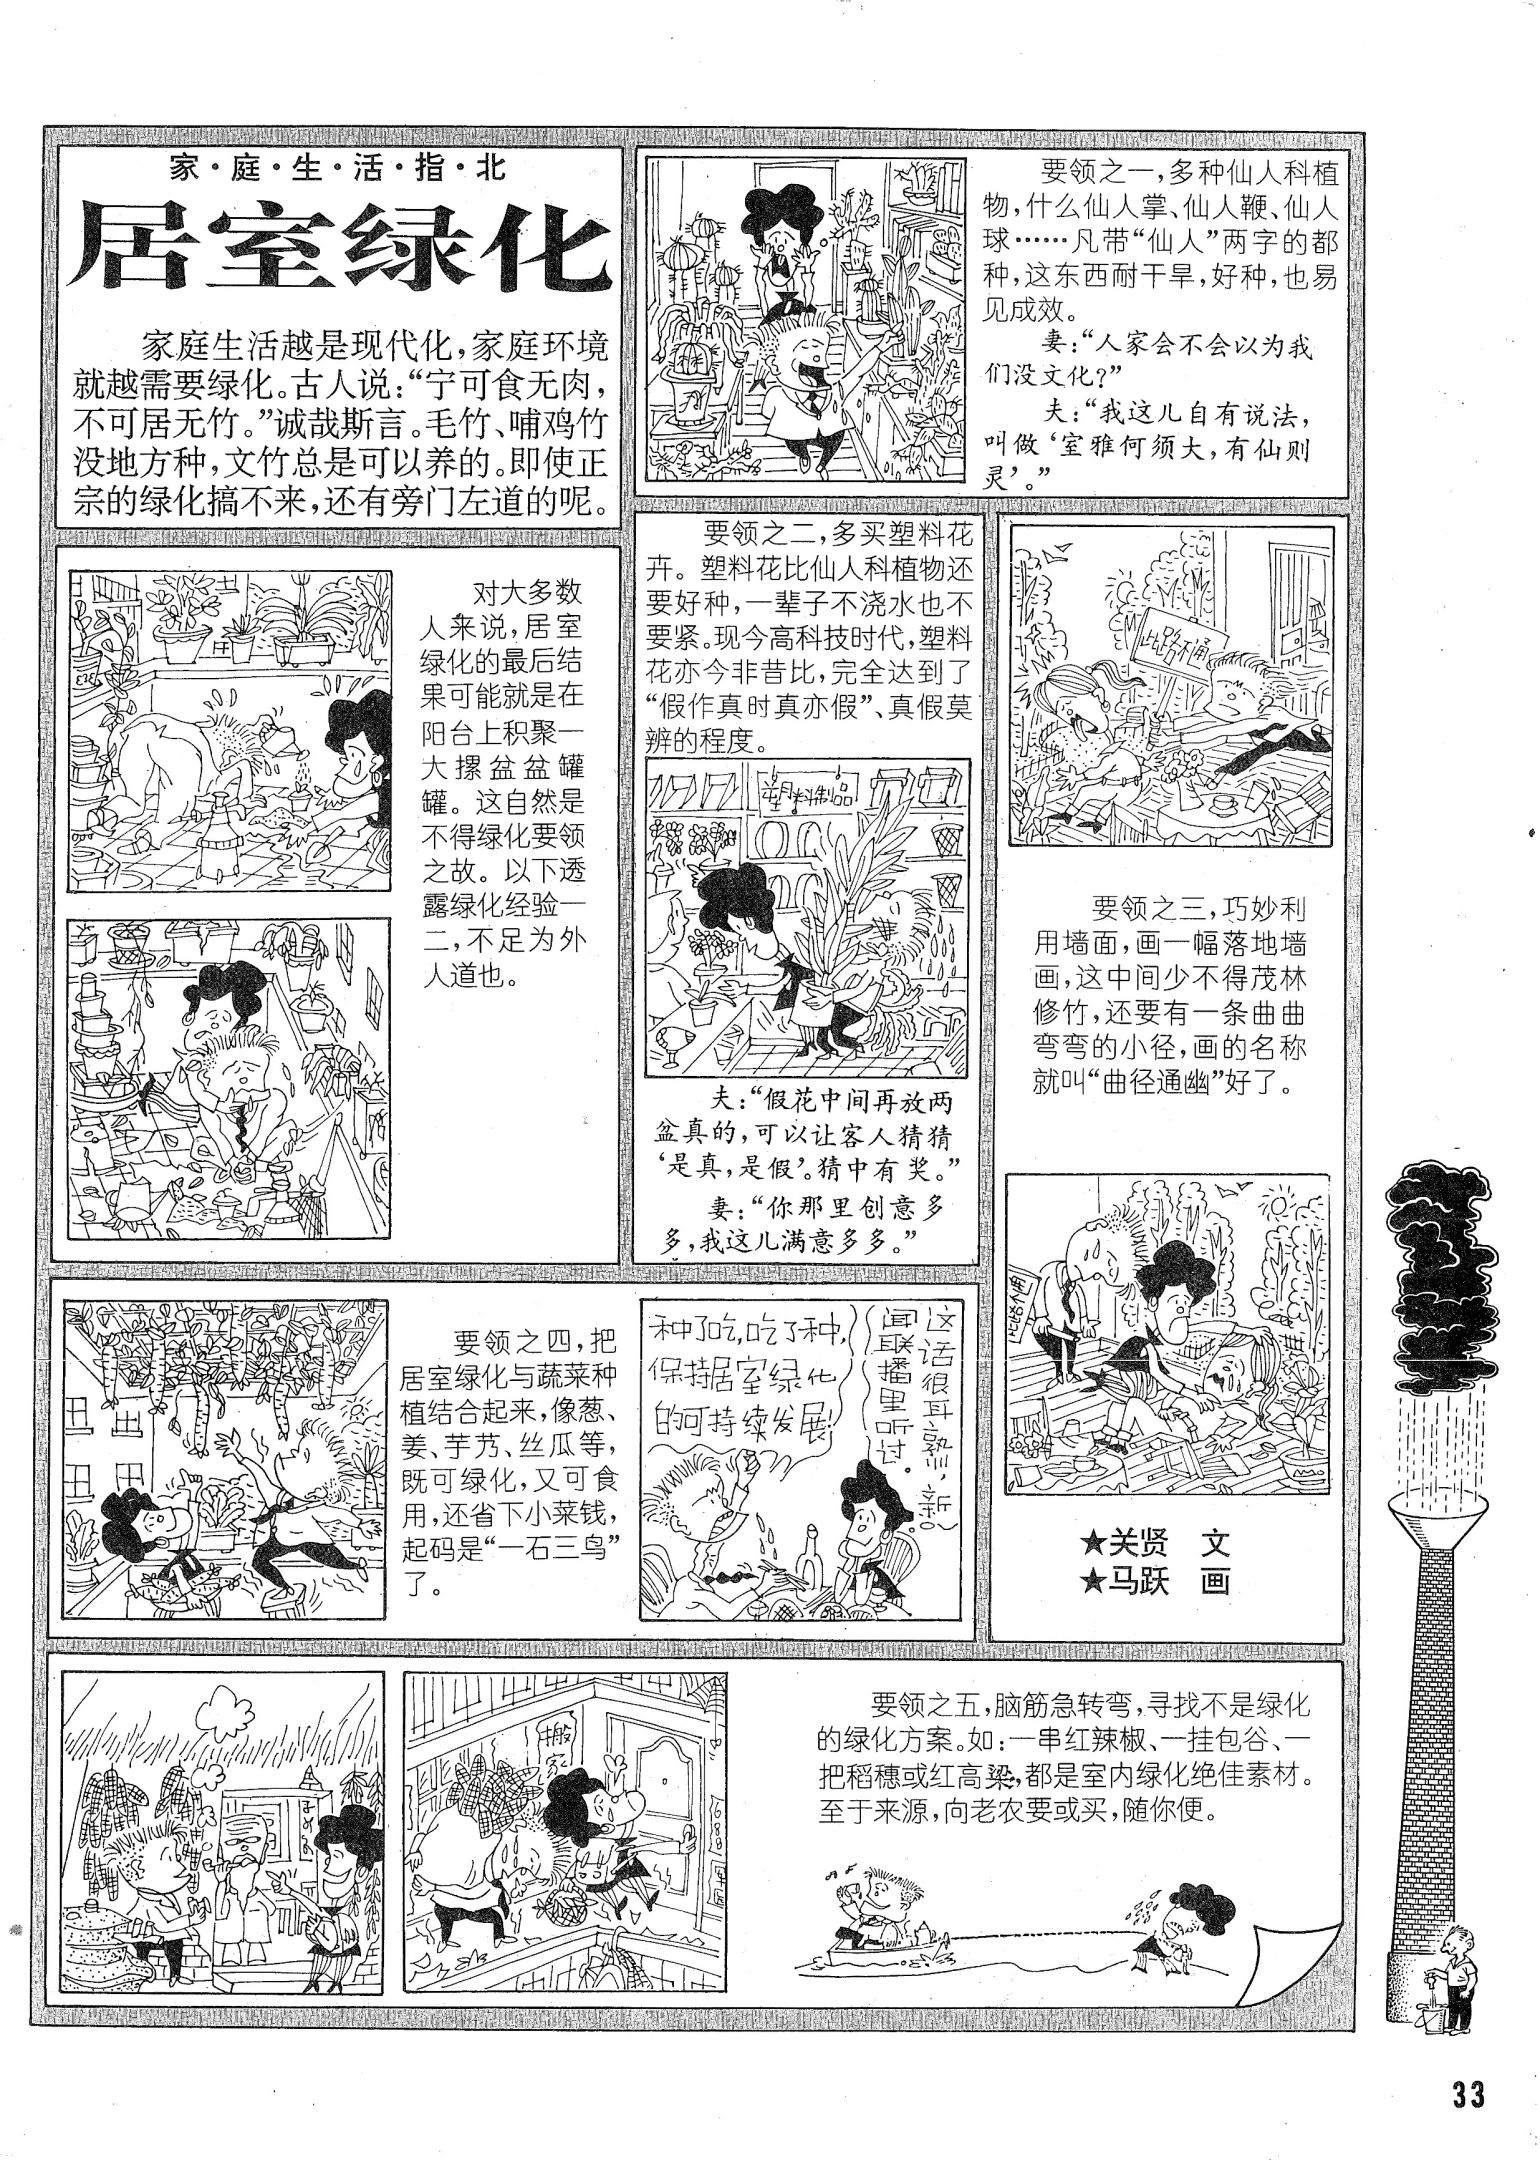 家·庭·生·活·指·北
居室绿化
家庭生活越是现代化，家庭环境
就越需要绿化。古人说：“宁可食无肉，
不可居无竹。”诚哉斯言。毛竹、哺鸡竹
没地方种，文竹总是可以养的。即使正
宗的绿化搞不来，还有旁门左道的呢。
对大多数
人来说，居室
绿化的最后结
果可能就是在
阳台上积聚一
大摞盆盆罐
罐。这自然是
不得绿化要领
之故。以下透
露绿化经验一
二，不足为外
人道也。
要领之一，多种仙人科植
物，什么仙人掌、仙人鞭、仙人
球……凡带“仙人”两字的都
种，这东西耐干旱，好种，也易
见成效。
妻：“人家会不会以为我
们没文化？”
夫：“我这儿自有说法，
叫做‘室雅何须大，有仙则
灵’。”
要领之二，多买塑料花
卉。塑料花比仙人科植物还
要好种，一辈子不浇水也不
要紧。现今高科技时代，塑料
花亦今非昔比，完全达到了
“假作真时真亦假”、真假莫
辨的程度。
塑料制品
夫：“假花中间再放两
盆真的，可以让客人猜猜
‘是真，是假’。猜中有奖。”
妻：“你那里创意多
多，我这儿满意多多。”
此路不通
要领之三，巧妙利
用墙面，画一幅落地墙
画，这中间少不得茂林
修竹，还要有一条曲曲
弯弯的小径，画的名称
就叫“曲径通幽”好了。
此路不通
★关贤 文
★马跃 画
要领之四，把
居室绿化与蔬菜种
植结合起来，像葱、
姜、芋艿、丝瓜等，
既可绿化，又可食
用，还省下小菜钱，
起码是“一石三鸟”
了。
种了吃，吃了种，
保持居室绿化
的可持续发展！
这话很耳熟，新
闻联播里听过。
搬家
要领之五，脑筋急转弯，寻找不是绿化
的绿化方案。如：一串红辣椒、一挂包谷、一
把稻穗或红高粱，都是室内绿化绝佳素材。
至于来源，向老农要或买，随你便。
33